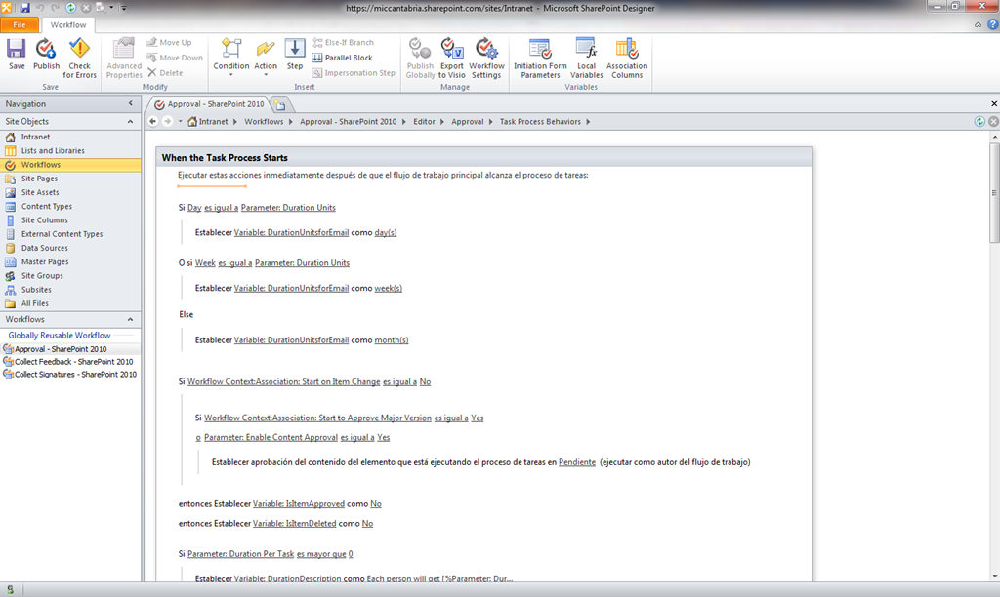 https://miccantabria.sharepoint.com/sites/Intranet - Microsoft SharePoint Designer
File Workflow
Save Publish Check for Errors
Save
Advanced Properties Move Up Move Down Delete
Modify
Condition Action Step Else-If Branch Parallel Block Impersonation Step
Insert
Publish Globally Export to Visio Workflow Settings
Manage
Initiation Form Parameters Local Variables Association Columns
Variables
Navigation
Site Objects
Intranet
Lists and Libraries
Workflows
Site Pages
Site Assets
Content Types
Site Columns
External Content Types
Data Sources
Master Pages
Site Groups
Subsites
All Files
Workflows
Globally Reusable Workflow
Approval - SharePoint 2010
Collect Feedback - SharePoint 2010
Collect Signatures - SharePoint 2010
Approval - SharePoint 2010
Intranet Workflows Approval - SharePoint 2010 Editor Approval Task Process Behaviors
When the Task Process Starts
Ejecutar estas acciones inmediatamente después de que el flujo de trabajo principal alcanza el proceso de tareas:
Si Day es igual a Parameter: Duration Units
Establecer Variable: DurationUnitsforEmail como day(s)
O si Week es igual a Parameter: Duration Units
Establecer Variable: DurationUnitsforEmail como week(s)
Else
Establecer Variable: DurationUnitsforEmail como month(s)
Si Workflow Context:Association: Start on Item Change es igual a No
Si Workflow Context:Association: Start to Approve Major Version es igual a Yes
o Parameter: Enable Content Approval es igual a Yes
Establecer aprobación del contenido del elemento que está ejecutando el proceso de tareas en Pendiente (ejecutar como autor del flujo de trabajo)
entonces Establecer Variable: IsItemApproved como No
entonces Establecer Variable: IsItemDeleted como No
Si Parameter: Duration Per Task es mayor que 0
Establecer Variable: DurationDescription como Each person will get [%Parameter: Dur...